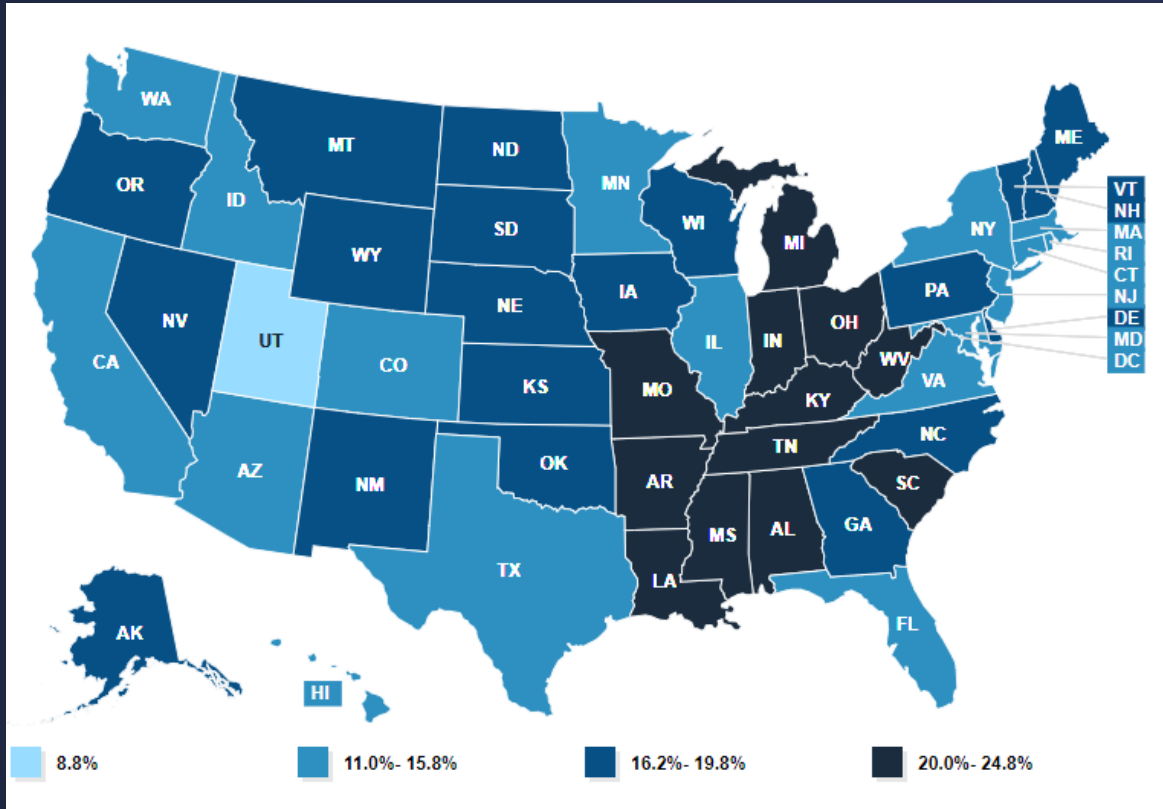 WA
MT
ND
MN
ME
OR
ID
SD
WI
VT
NH
NY
MA
MI
RI
WY
CT
IA
PA
NJ
NE
DE
NV
OH
MD
UT
IL
IN
DC
CA
CO
WV
VA
KS
MO
KY
NC
TN
AZ
OK
AR
SC
NM
GA
MS
AL
TX
LA
FL
AK
HI
8.8%
11.0%- 15.8%
16.2%- 19.8%
20.0%- 24.8%